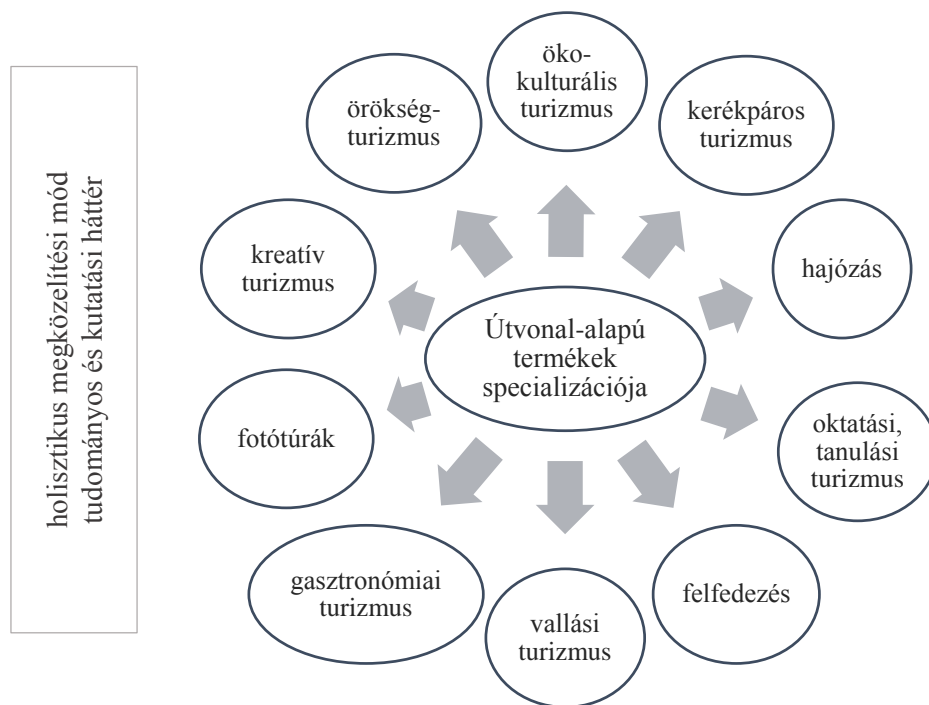 holisztikus megközelítési mód
tudományos és kutatási háttér
öko-
kulturális
turizmus
kerékpáros
turizmus
hajózás
oktatási,
tanulási
turizmus
felfedezés
vallási
turizmus
gasztronómiai
turizmus
fotótúrák
kreatív
turizmus
örökség-
turizmus
Útvonal-alapú
termékek
specializációja